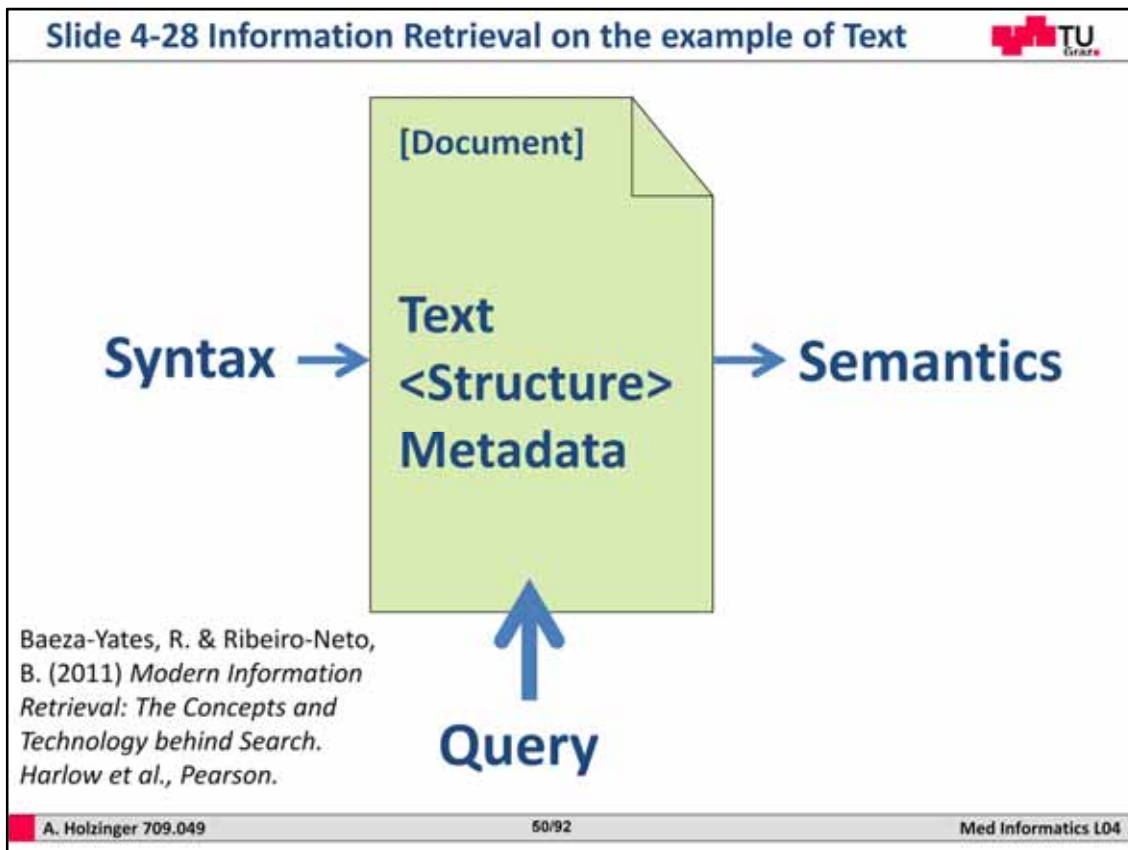 Slide 4-28 Information Retrieval on the example of Text
TU
Graz
[Document]
Text
<Structure>
Metadata
Syntax
Semantics
Query
Baeza-Yates, R. & Ribeiro-Neto,
B. (2011) Modern Information
Retrieval: The Concepts and
Technology behind Search.
Harlow et al., Pearson.
A. Holzinger 709.049
50/92
Med Informatics L04